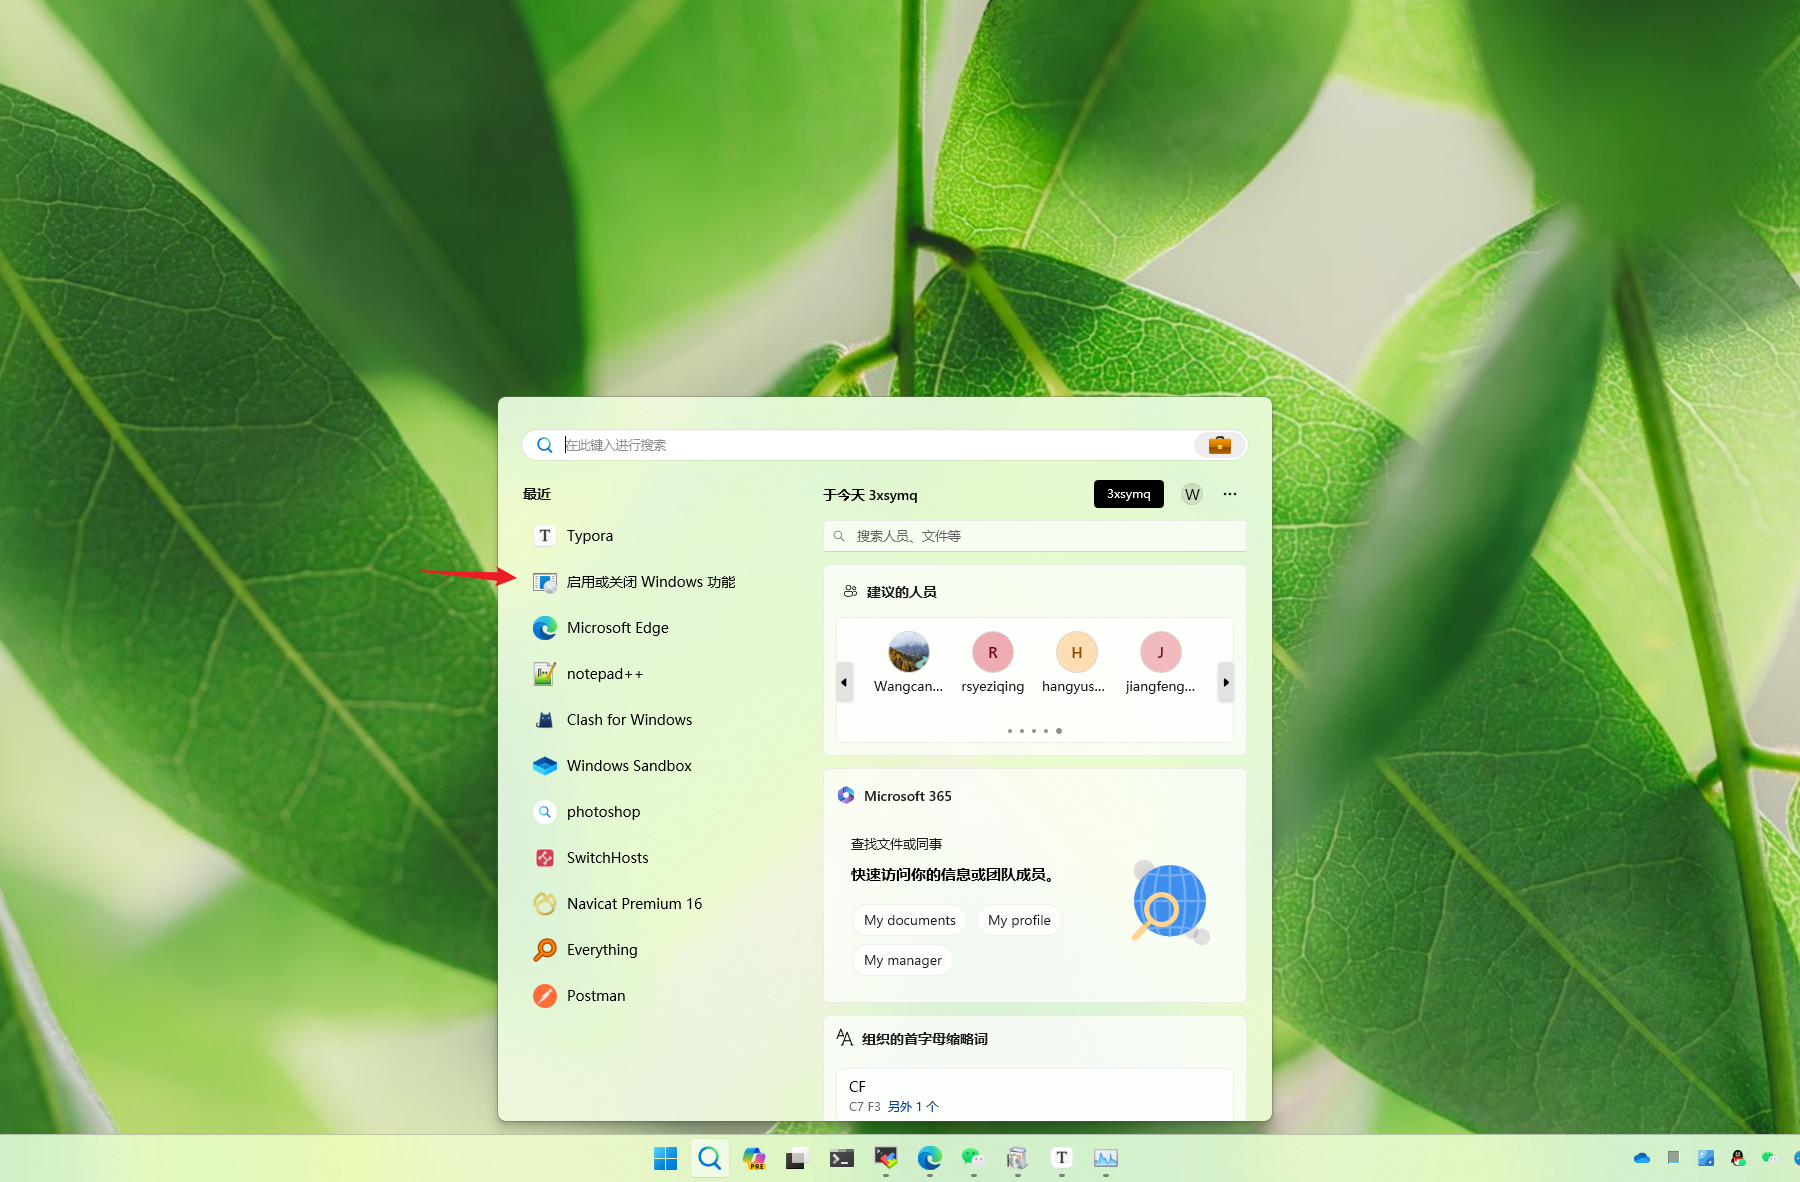 在此键入进行搜索
最近
Typora
启用或关闭 Windows 功能
Microsoft Edge
notepad++
Clash for Windows
Windows Sandbox
photoshop
SwitchHosts
Navicat Premium 16
Everything
Postman
于今天 3xsymq
3xsymq
W
搜索人员、文件等
建议的人员
R
H
J
Wangcan...
rsyeziqing
hangyus...
jiangfeng...
Microsoft 365
查找文件或同事
快速访问你的信息或团队成员。
My documents
My profile
My manager
组织的首字母缩略词
CF
C7 F3 另外 1 个
PRE
T